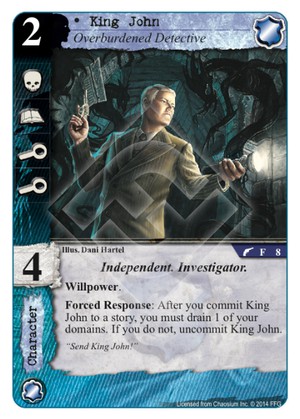 2
• King John
Overburdened Detective
Illus. Dani Hartel
F 8
4
Independent. Investigator.
Willpower.
Forced Response: After you commit King
John to a story, you must drain 1 of your
domains. If you do not, uncommit King John.
"Send King John!"
Character
Licensed from Chaosium Inc. © 2014 FFG